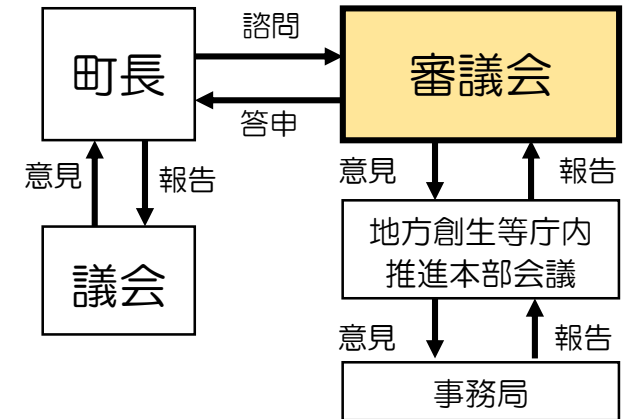 諮問
町長
審議会
答申
意見
報告
意見
報告
議会
地方創生等庁内
推進本部会議
意見
報告
事務局